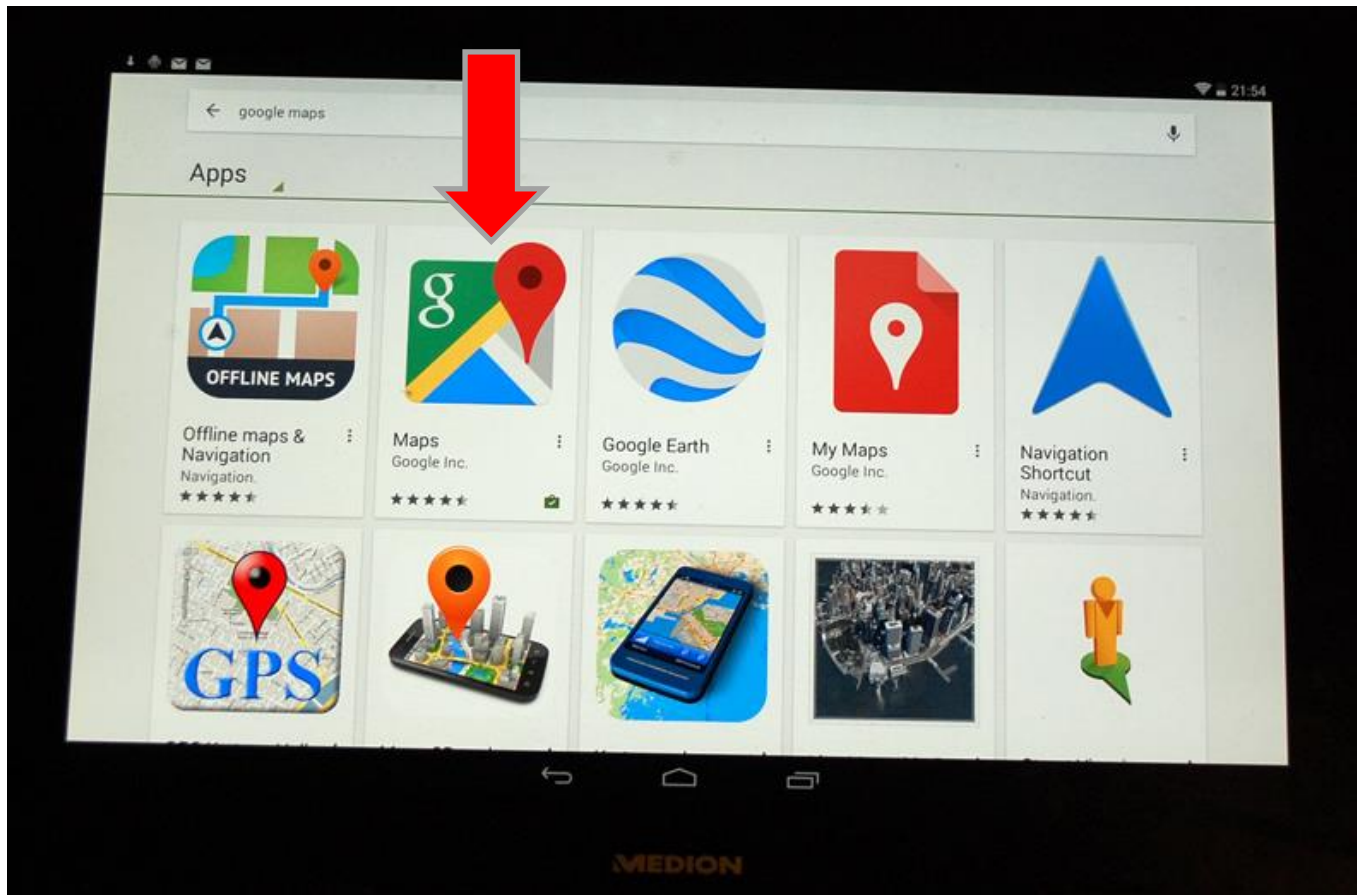 21:54
google maps
Apps
OFFLINE MAPS
g
Offline maps &
Navigation
Navigation.
Maps
Google Inc.
Google Earth
Google Inc.
My Maps
Google Inc.
Navigation
Shortcut
Navigation.
GPS
MEDION